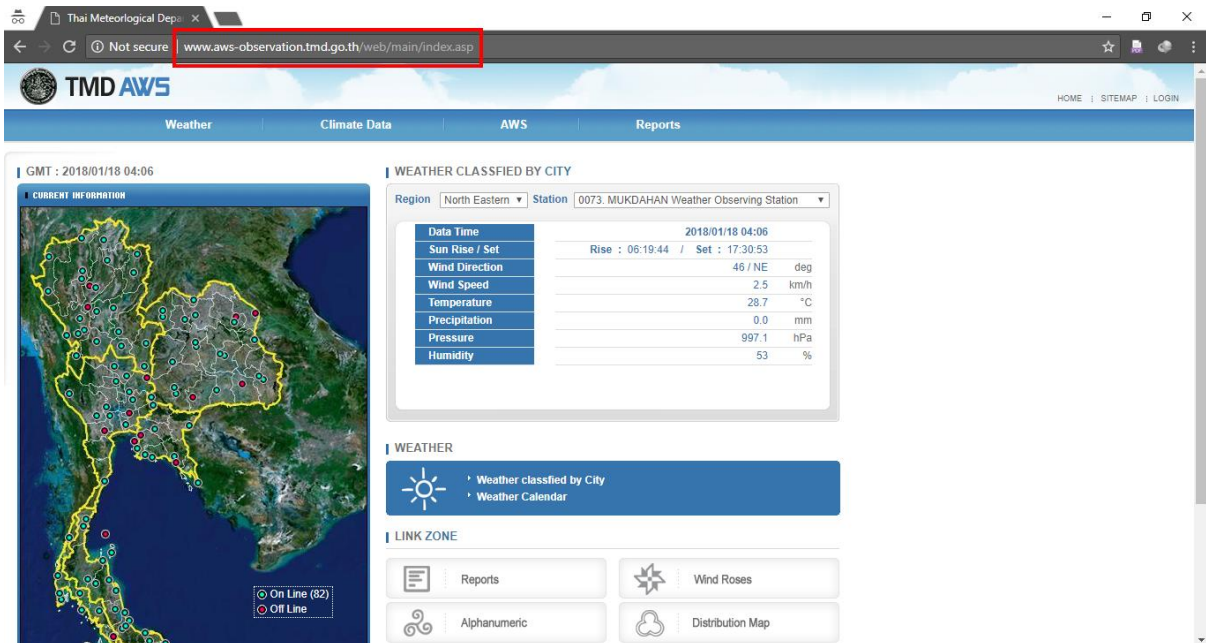 Thai Meteorlogical Depa
Not secure | www.aws-observation.tmd.go.th/web/main/index.asp
TMD AWS
HOME | SITEMAP | LOGIN
Weather Climate Data AWS Reports
GMT : 2018/01/18 04:06
CURRENT INFORMATION
On Line (82)
Off Line
WEATHER CLASSFIED BY CITY
Region North Eastern Station 0073. MUKDAHAN Weather Observing Station
Data Time 2018/01/18 04:06
Sun Rise / Set Rise : 06:19:44 / Set : 17:30:53
Wind Direction 46 / NE deg
Wind Speed 2.5 km/h
Temperature 28.7 °C
Precipitation 0.0 mm
Pressure 997.1 hPa
Humidity 53 %
WEATHER
Weather classfied by City
Weather Calendar
LINK ZONE
Reports Wind Roses
Alphanumeric Distribution Map